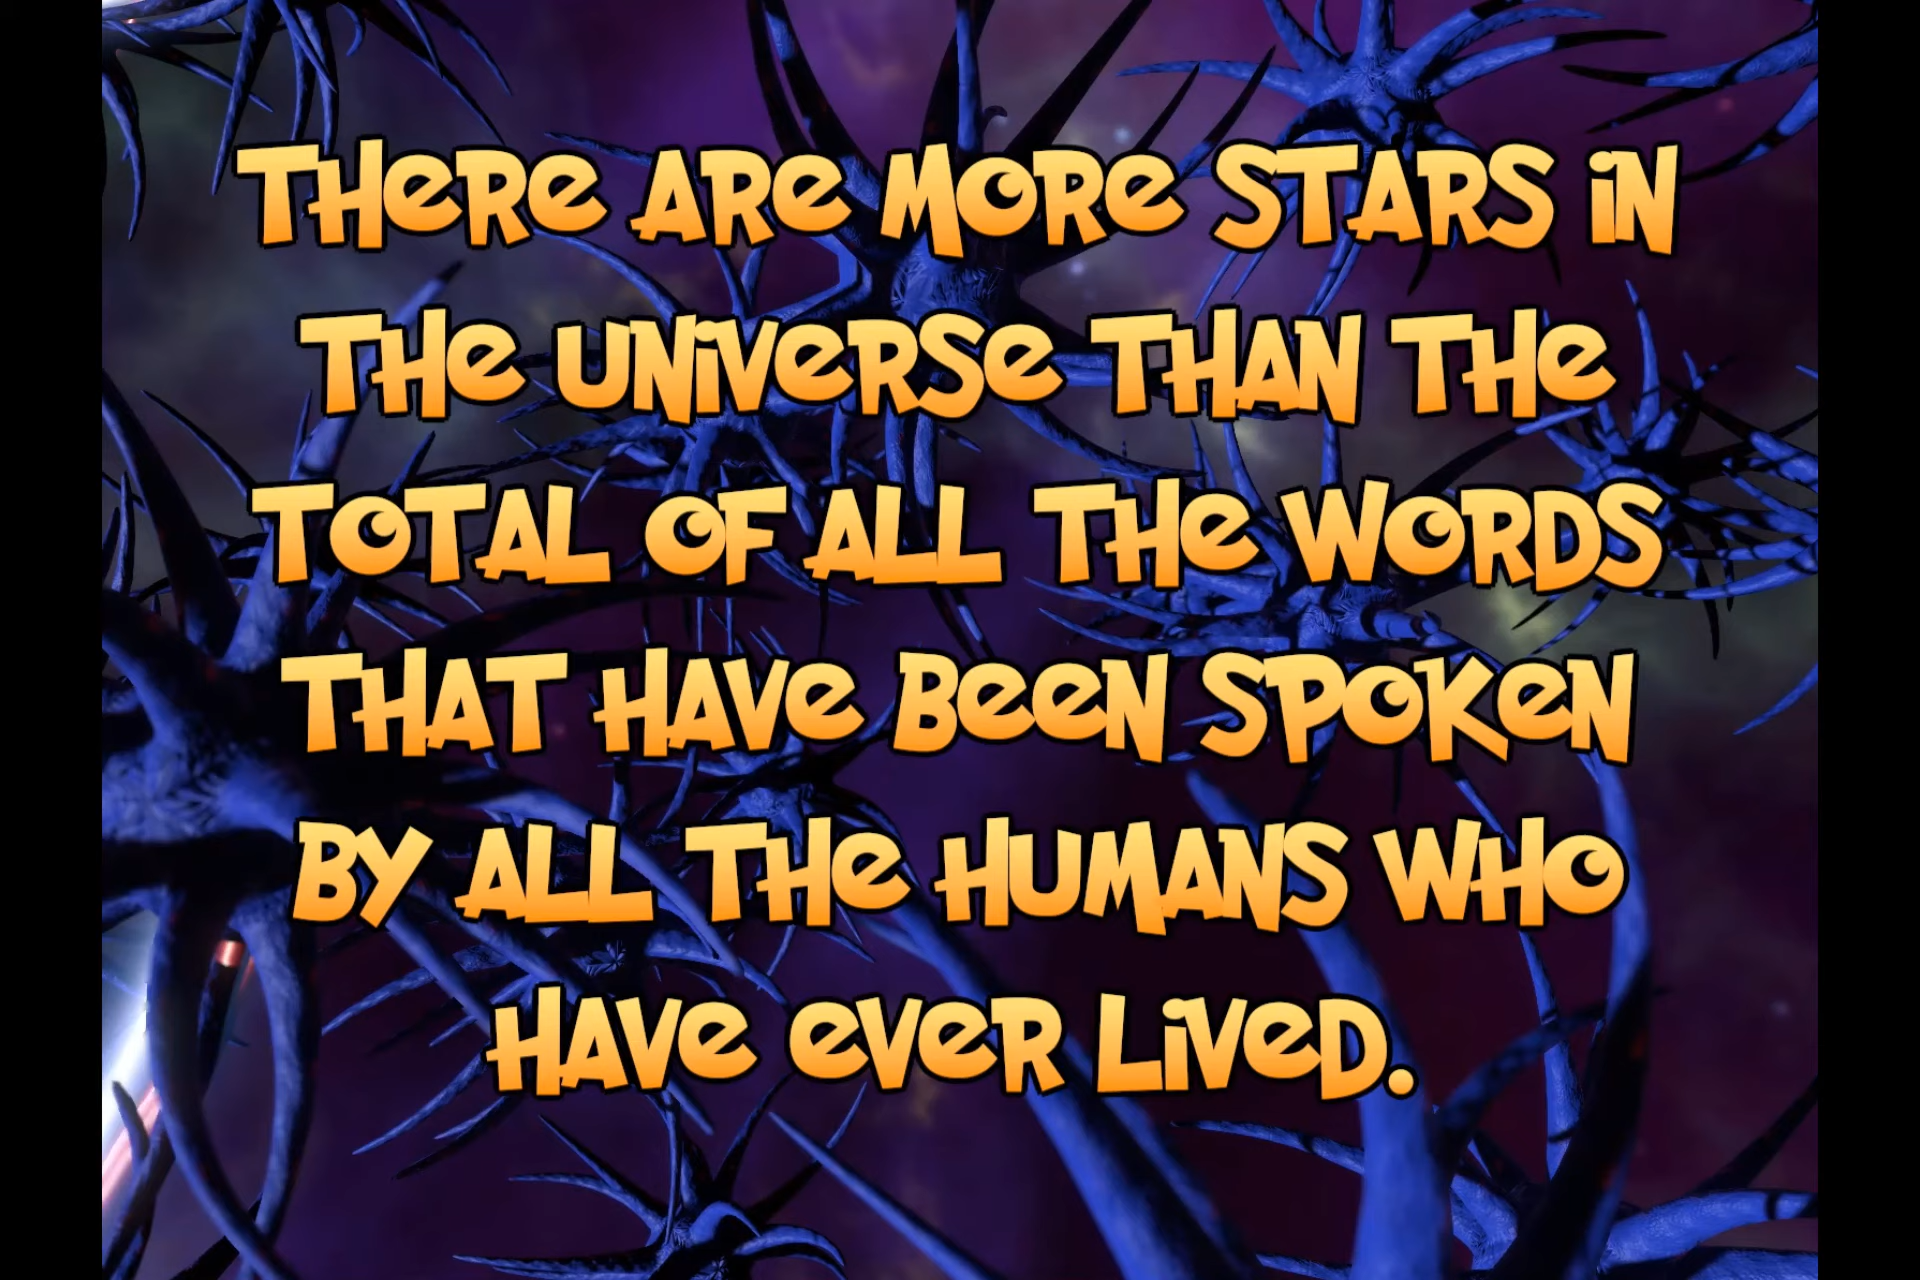 THERE ARE MORE STARS IN
THE UNIVERSE THAN THE
TOTAL OF ALL THE WORDS
THAT HAVE BEEN SPOKEN
BY ALL THE HUMANS WHO
HAVE EVER LIVED.